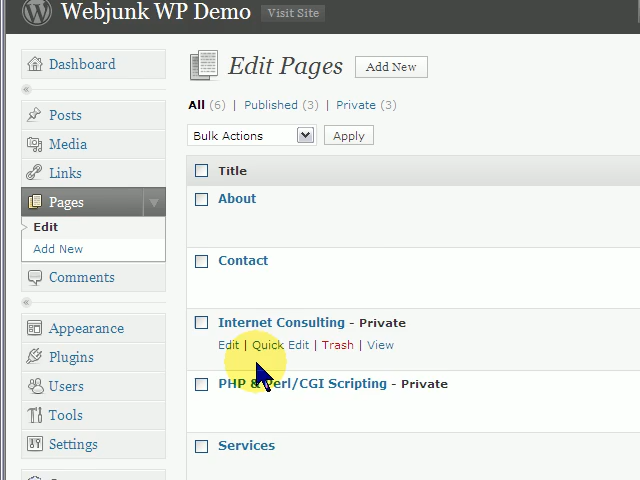 Webjunk WP Demo Visit Site
Dashboard
Posts
Media
Links
Pages
Edit
Add New
Comments
Appearance
Plugins
Users
Tools
Settings
Edit Pages Add New
All (6) | Published (3) | Private (3)
Bulk Actions Apply
Title
About
Contact
Internet Consulting - Private
Edit | Quick Edit | Trash | View
PHP & Perl/CGI Scripting - Private
Services